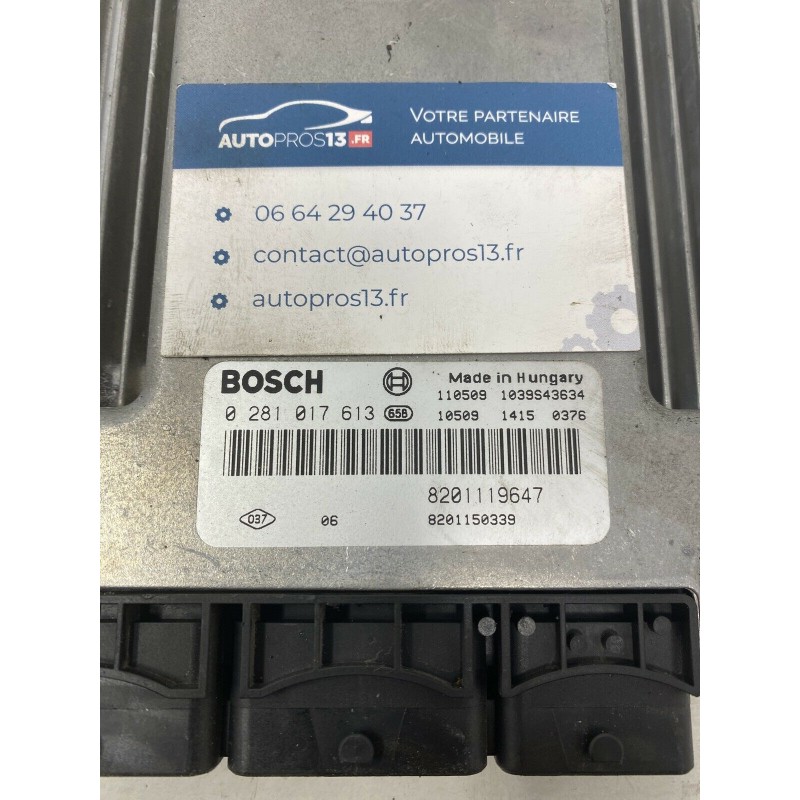 AUTOPROS13.FR
VOTRE PARTENAIRE
AUTOMOBILE
06 64 29 40 37
contact@autopros13.fr
autopros13.fr
BOSCH
Made in Hungary
110509 1039S43634
0 281 017 613 65B
10509 1415 0376
8201119647
037 06 8201150339